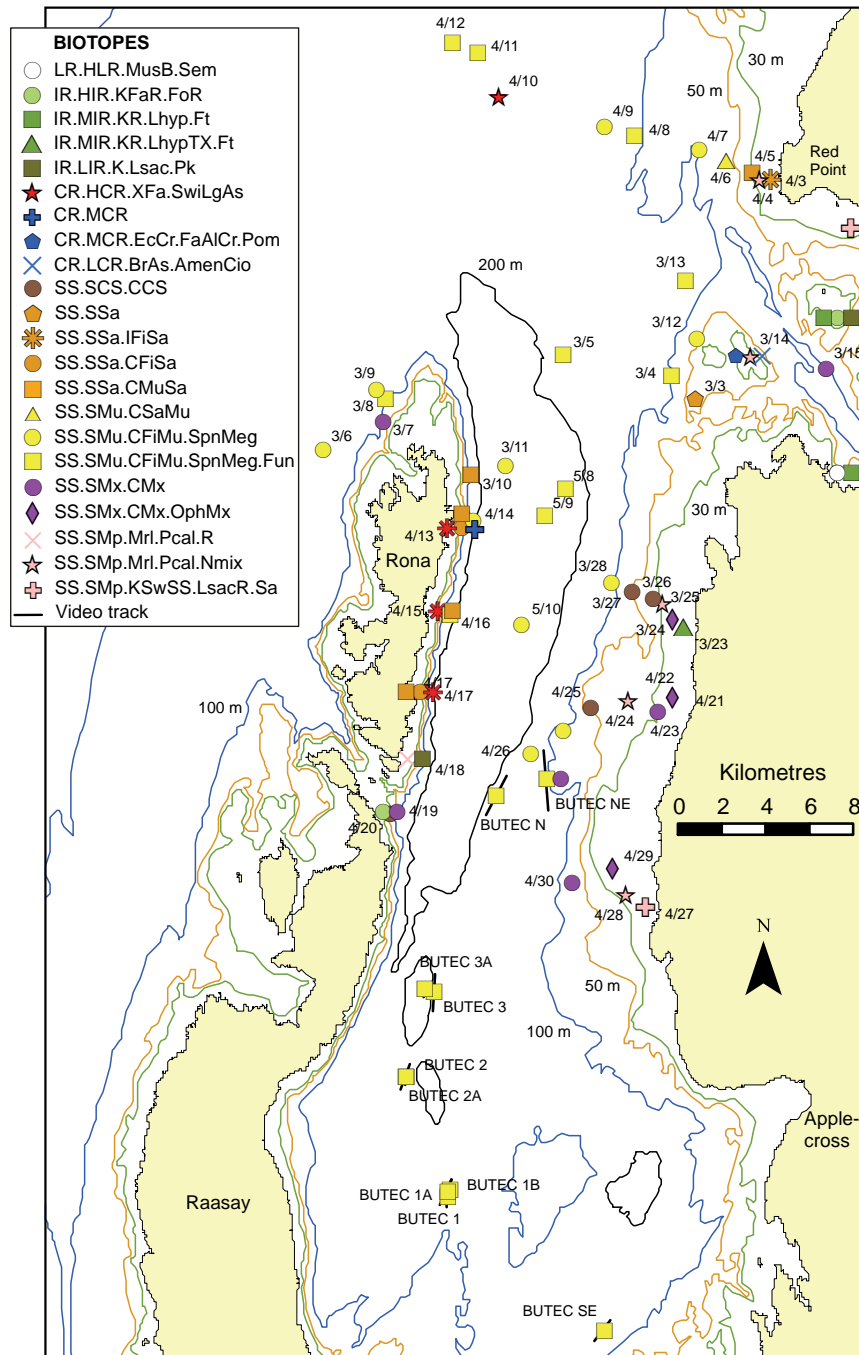 BIOTOPES
LR.HLR.MusB.Sem
IR.HIR.KFaR.FoR
IR.MIR.KR.Lhyp.Ft
IR.MIR.KR.LhypTX.Ft
IR.LIR.K.Lsac.Pk
CR.HCR.XFa.SwiLgAs
CR.MCR
CR.MCR.EcCr.FaAlCr.Pom
CR.LCR.BrAs.AmenCio
SS.SCS.CCS
SS.SSa
SS.SSa.IFiSa
SS.SSa.CFiSa
SS.SSa.CMuSa
SS.SMu.CSaMu
SS.SMu.CFiMu.SpnMeg
SS.SMu.CFiMu.SpnMeg.Fun
SS.SMx.CMx
SS.SMx.CMx.OphMx
SS.SMp.Mrl.Pcal.R
SS.SMp.Mrl.Pcal.Nmix
SS.SMp.KSwSS.LsacR.Sa
Video track
4/12
4/11
4/10
30 m
50 m
4/9
4/8
4/7
4/6
4/5
4/4
4/3
Red
Point
3/13
200 m
3/12
3/14
3/15
3/5
3/4
3/3
3/9
3/8
3/7
3/6
3/11
3/10
5/8
5/9
4/14
4/13
Rona
30 m
3/28
3/26
3/27
3/25
3/24
3/23
5/10
4/15
4/16
4/17
4/17
4/22
4/21
4/25
4/24
4/23
100 m
4/26
4/18
BUTEC NE
BUTEC N
Kilometres
0 2 4 6 8
4/19
4/20
4/29
4/30
4/28
4/27
N
BUTEC 3A
BUTEC 3
50 m
100 m
BUTEC 2
BUTEC 2A
Apple-
cross
Raasay
BUTEC 1B
BUTEC 1A
BUTEC 1
BUTEC SE